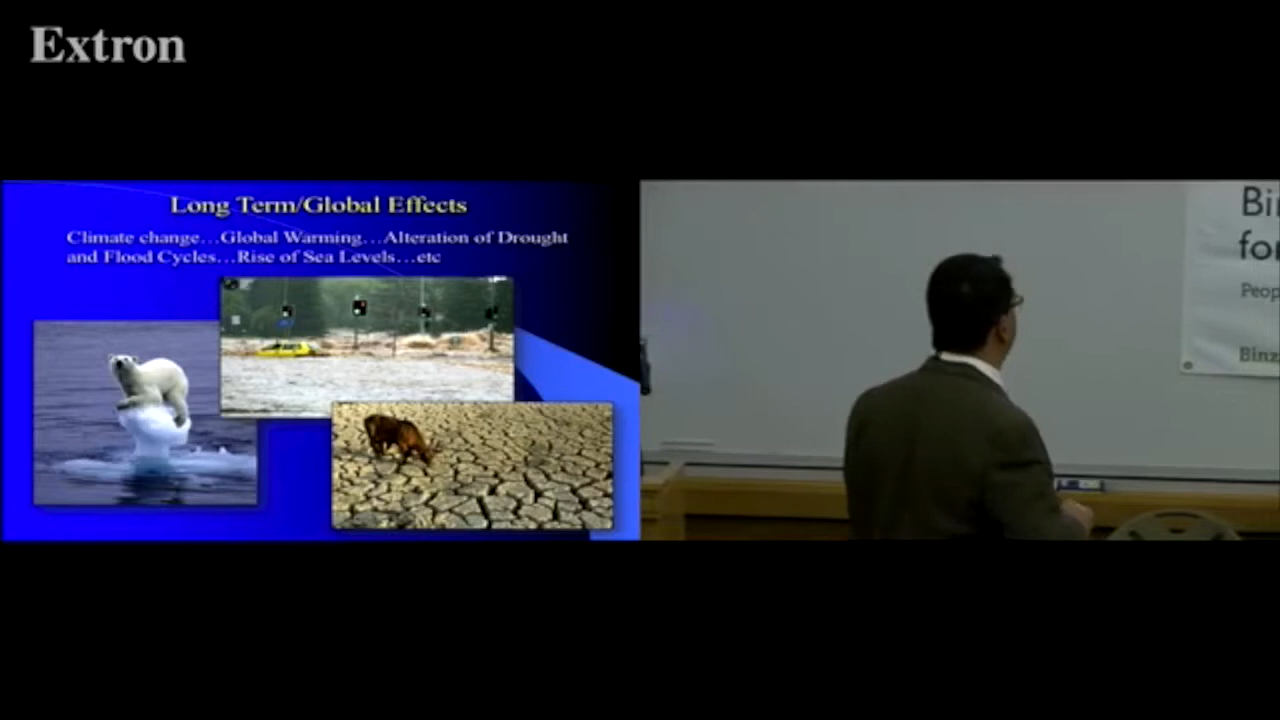 Extron
Long Term/Global Effects
Climate change…Global Warming…Alteration of Drought
and Flood Cycles…Rise of Sea Levels…etc
for